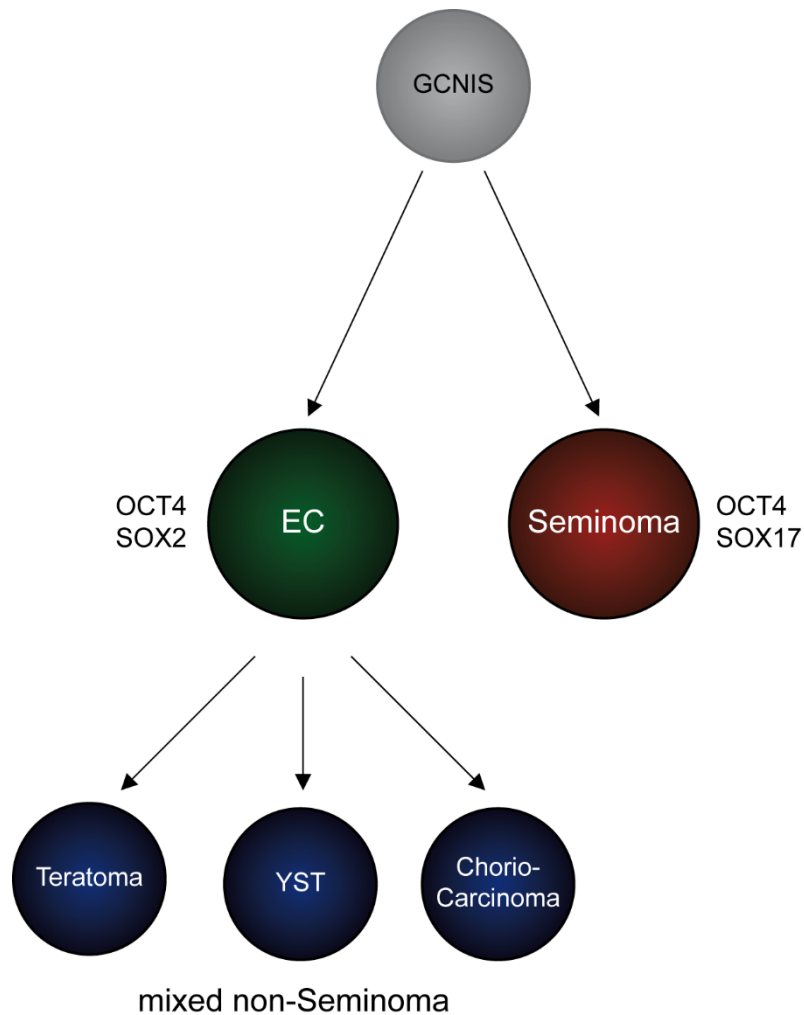 GCNIS
OCT4
SOX2
EC
Seminoma
OCT4
SOX17
Teratoma
YST
Chorio-
Carcinoma
mixed non-Seminoma